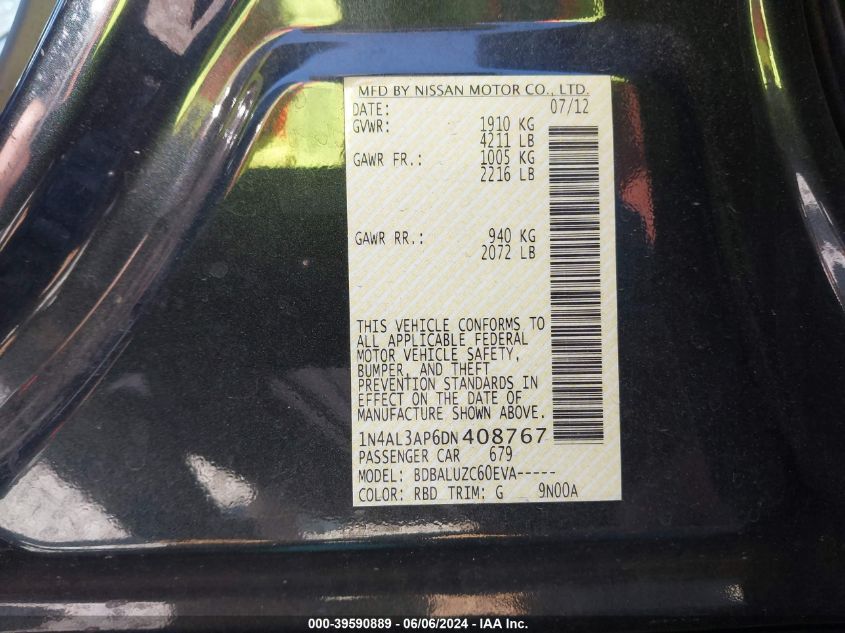 MFD BY NISSAN MOTOR CO., LTD.
DATE: 07/12
GVWR: 1910 KG
4211 LB
GAWR FR.: 1005 KG
2216 LB
GAWR RR.: 940 KG
2072 LB
THIS VEHICLE CONFORMS TO
ALL APPLICABLE FEDERAL
MOTOR VEHICLE SAFETY,
BUMPER, AND THEFT
PREVENTION STANDARDS IN
EFFECT ON THE DATE OF
MANUFACTURE SHOWN ABOVE.
1N4AL3AP6DN408767
PASSENGER CAR 679
MODEL: BDBALUZC60EVA-----
COLOR: RBD TRIM: G 9N00A
000-39590889 - 06/06/2024 - IAA Inc.